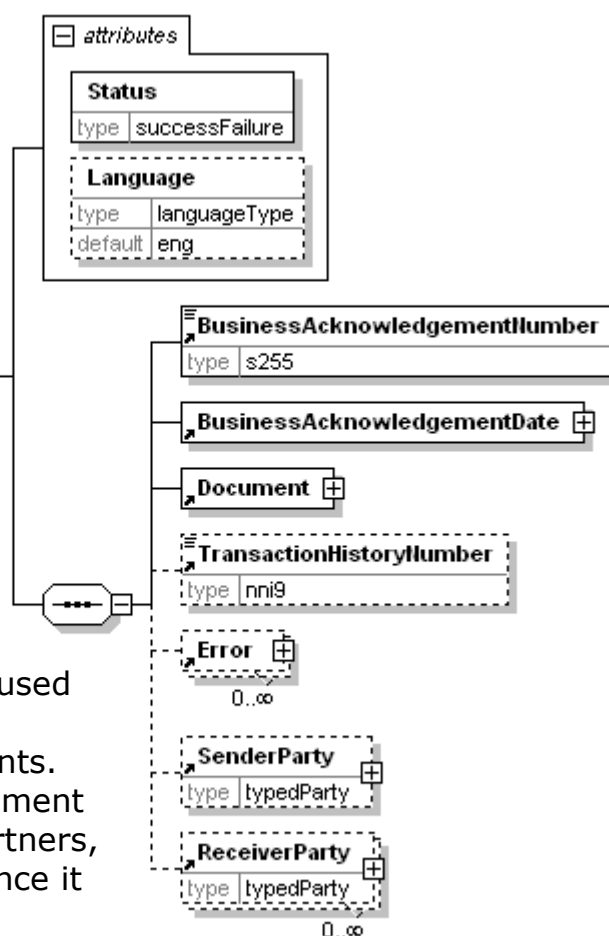 attributes
Status
type successFailure
Language
type languageType
default eng
BusinessAcknowledgementNumber
type s255
BusinessAcknowledgementDate
Document
TransactionHistoryNumber
type nni9
Error
0..∞
used
nts.
SenderParty
type typedParty
ment
rtners,
nce it
ReceiverParty
type typedParty
0..∞